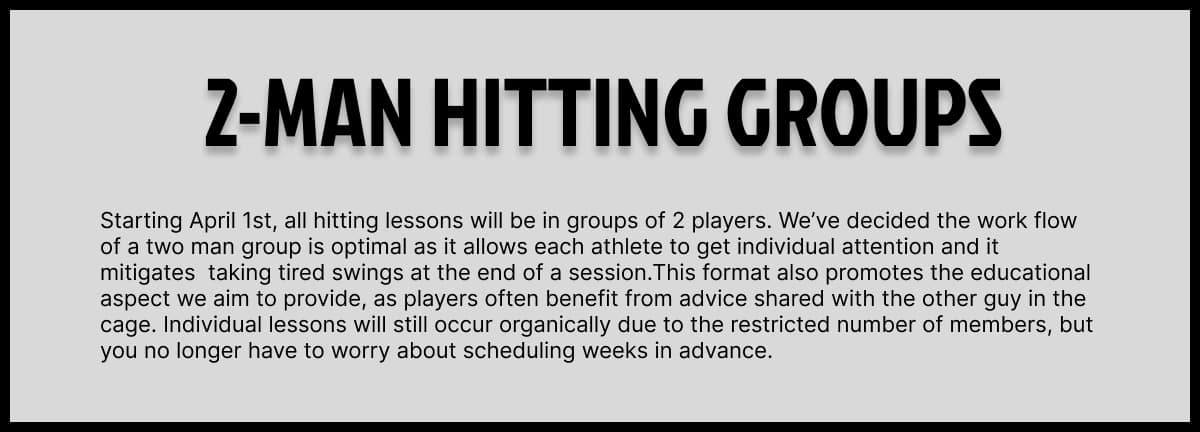 2-MAN HITTING GROUPS
Starting April 1st, all hitting lessons will be in groups of 2 players. We’ve decided the work flow
of a two man group is optimal as it allows each athlete to get individual attention and it
mitigates  taking tired swings at the end of a session.This format also promotes the educational
aspect we aim to provide, as players often benefit from advice shared with the other guy in the
cage. Individual lessons will still occur organically due to the restricted number of members, but
you no longer have to worry about scheduling weeks in advance.